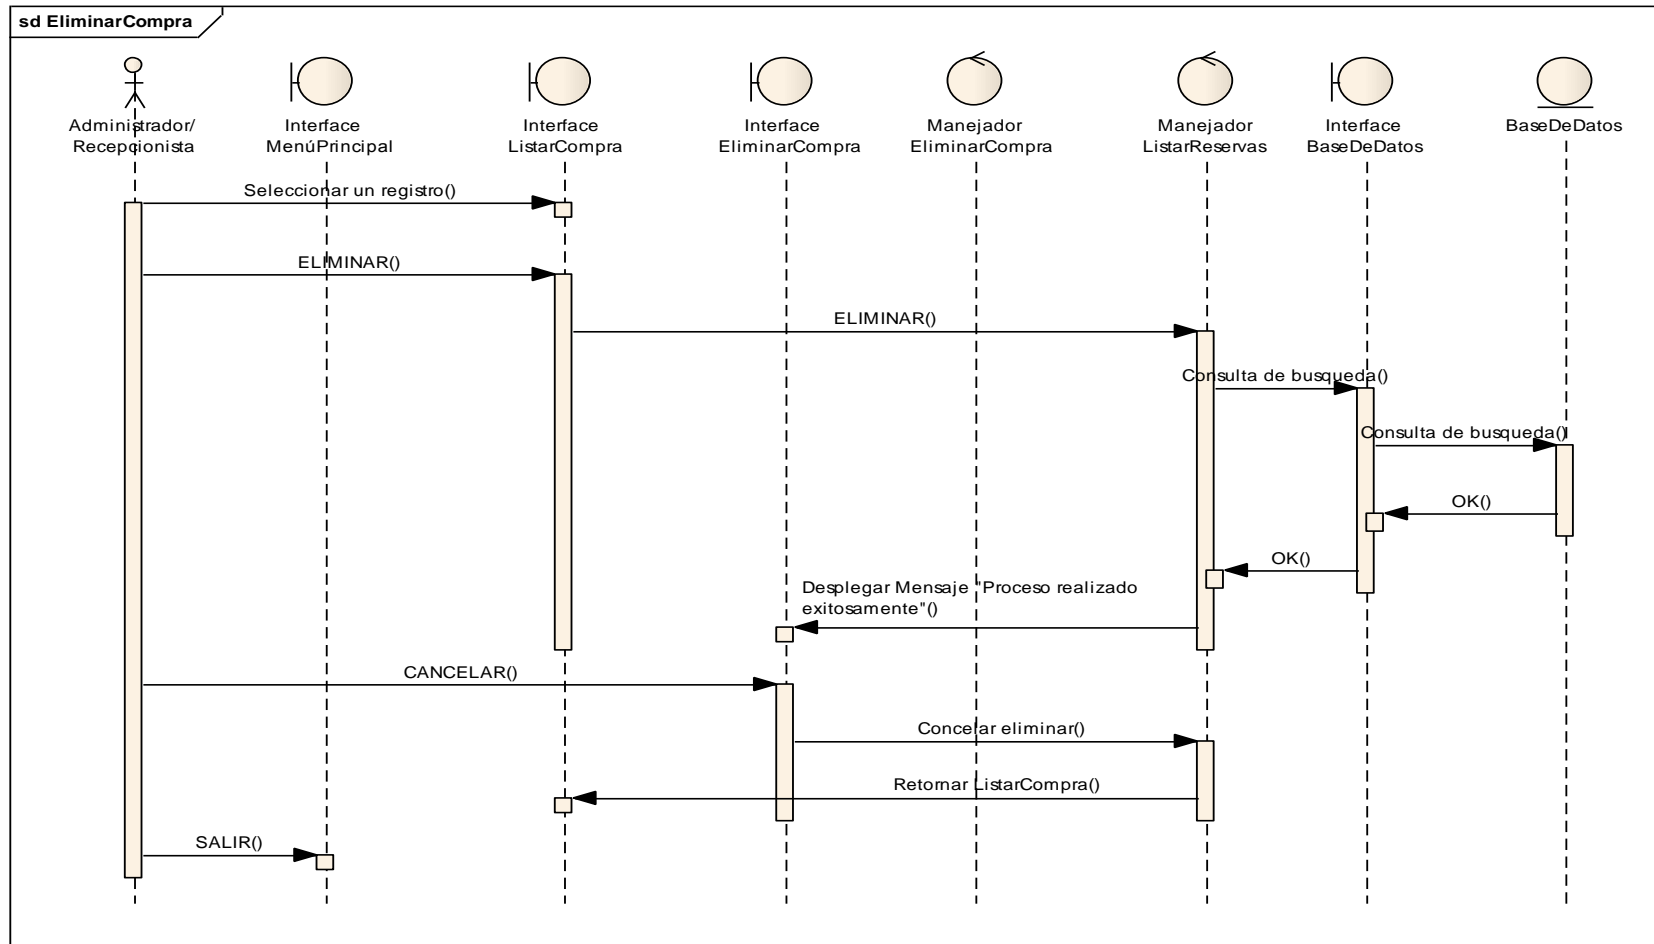 sd EliminarCompra
Administrador/
Recepcionista
Interface
MenúPrincipal
Interface
ListarCompra
Interface
EliminarCompra
Manejador
EliminarCompra
Manejador
ListarReservas
Interface
BaseDeDatos
BaseDeDatos
Seleccionar un registro()
ELIMINAR()
ELIMINAR()
Consulta de busqueda()
Consulta de busqueda()
OK()
OK()
Desplegar Mensaje "Proceso realizado
exitosamente"()
CANCELAR()
Concelar eliminar()
Retornar ListarCompra()
SALIR()